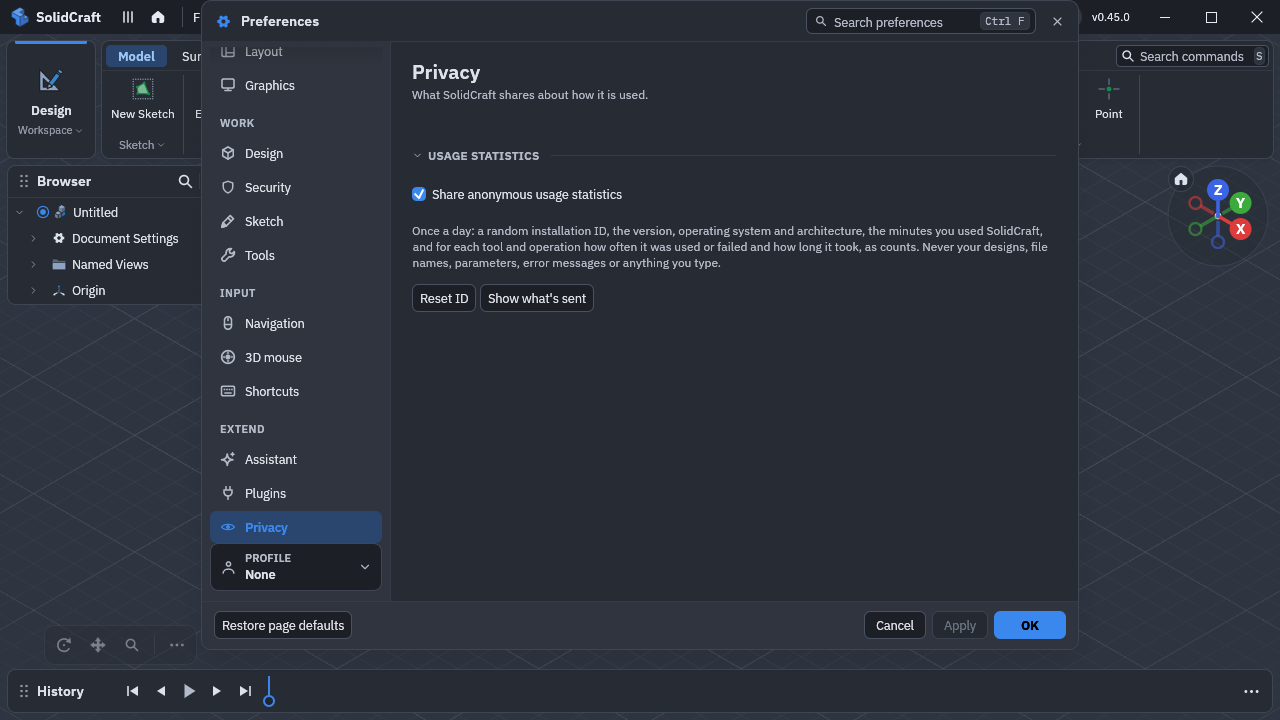 SolidCraft
F
v0.45.0
Preferences
Search preferences
Ctrl F
Model
Sur
Search commands
S
Design
Workspace
New Sketch
E
Sketch
Point
Browser
Untitled
Document Settings
Named Views
Origin
Layout
Graphics
WORK
Design
Security
Sketch
Tools
INPUT
Navigation
3D mouse
Shortcuts
EXTEND
Assistant
Plugins
Privacy
PROFILE
None
Privacy
What SolidCraft shares about how it is used.
USAGE STATISTICS
Share anonymous usage statistics
Once a day: a random installation ID, the version, operating system and architecture, the minutes you used SolidCraft,
and for each tool and operation how often it was used or failed and how long it took, as counts. Never your designs, file
names, parameters, error messages or anything you type.
Reset ID
Show what's sent
Z
Y
X
Restore page defaults
Cancel
Apply
OK
History